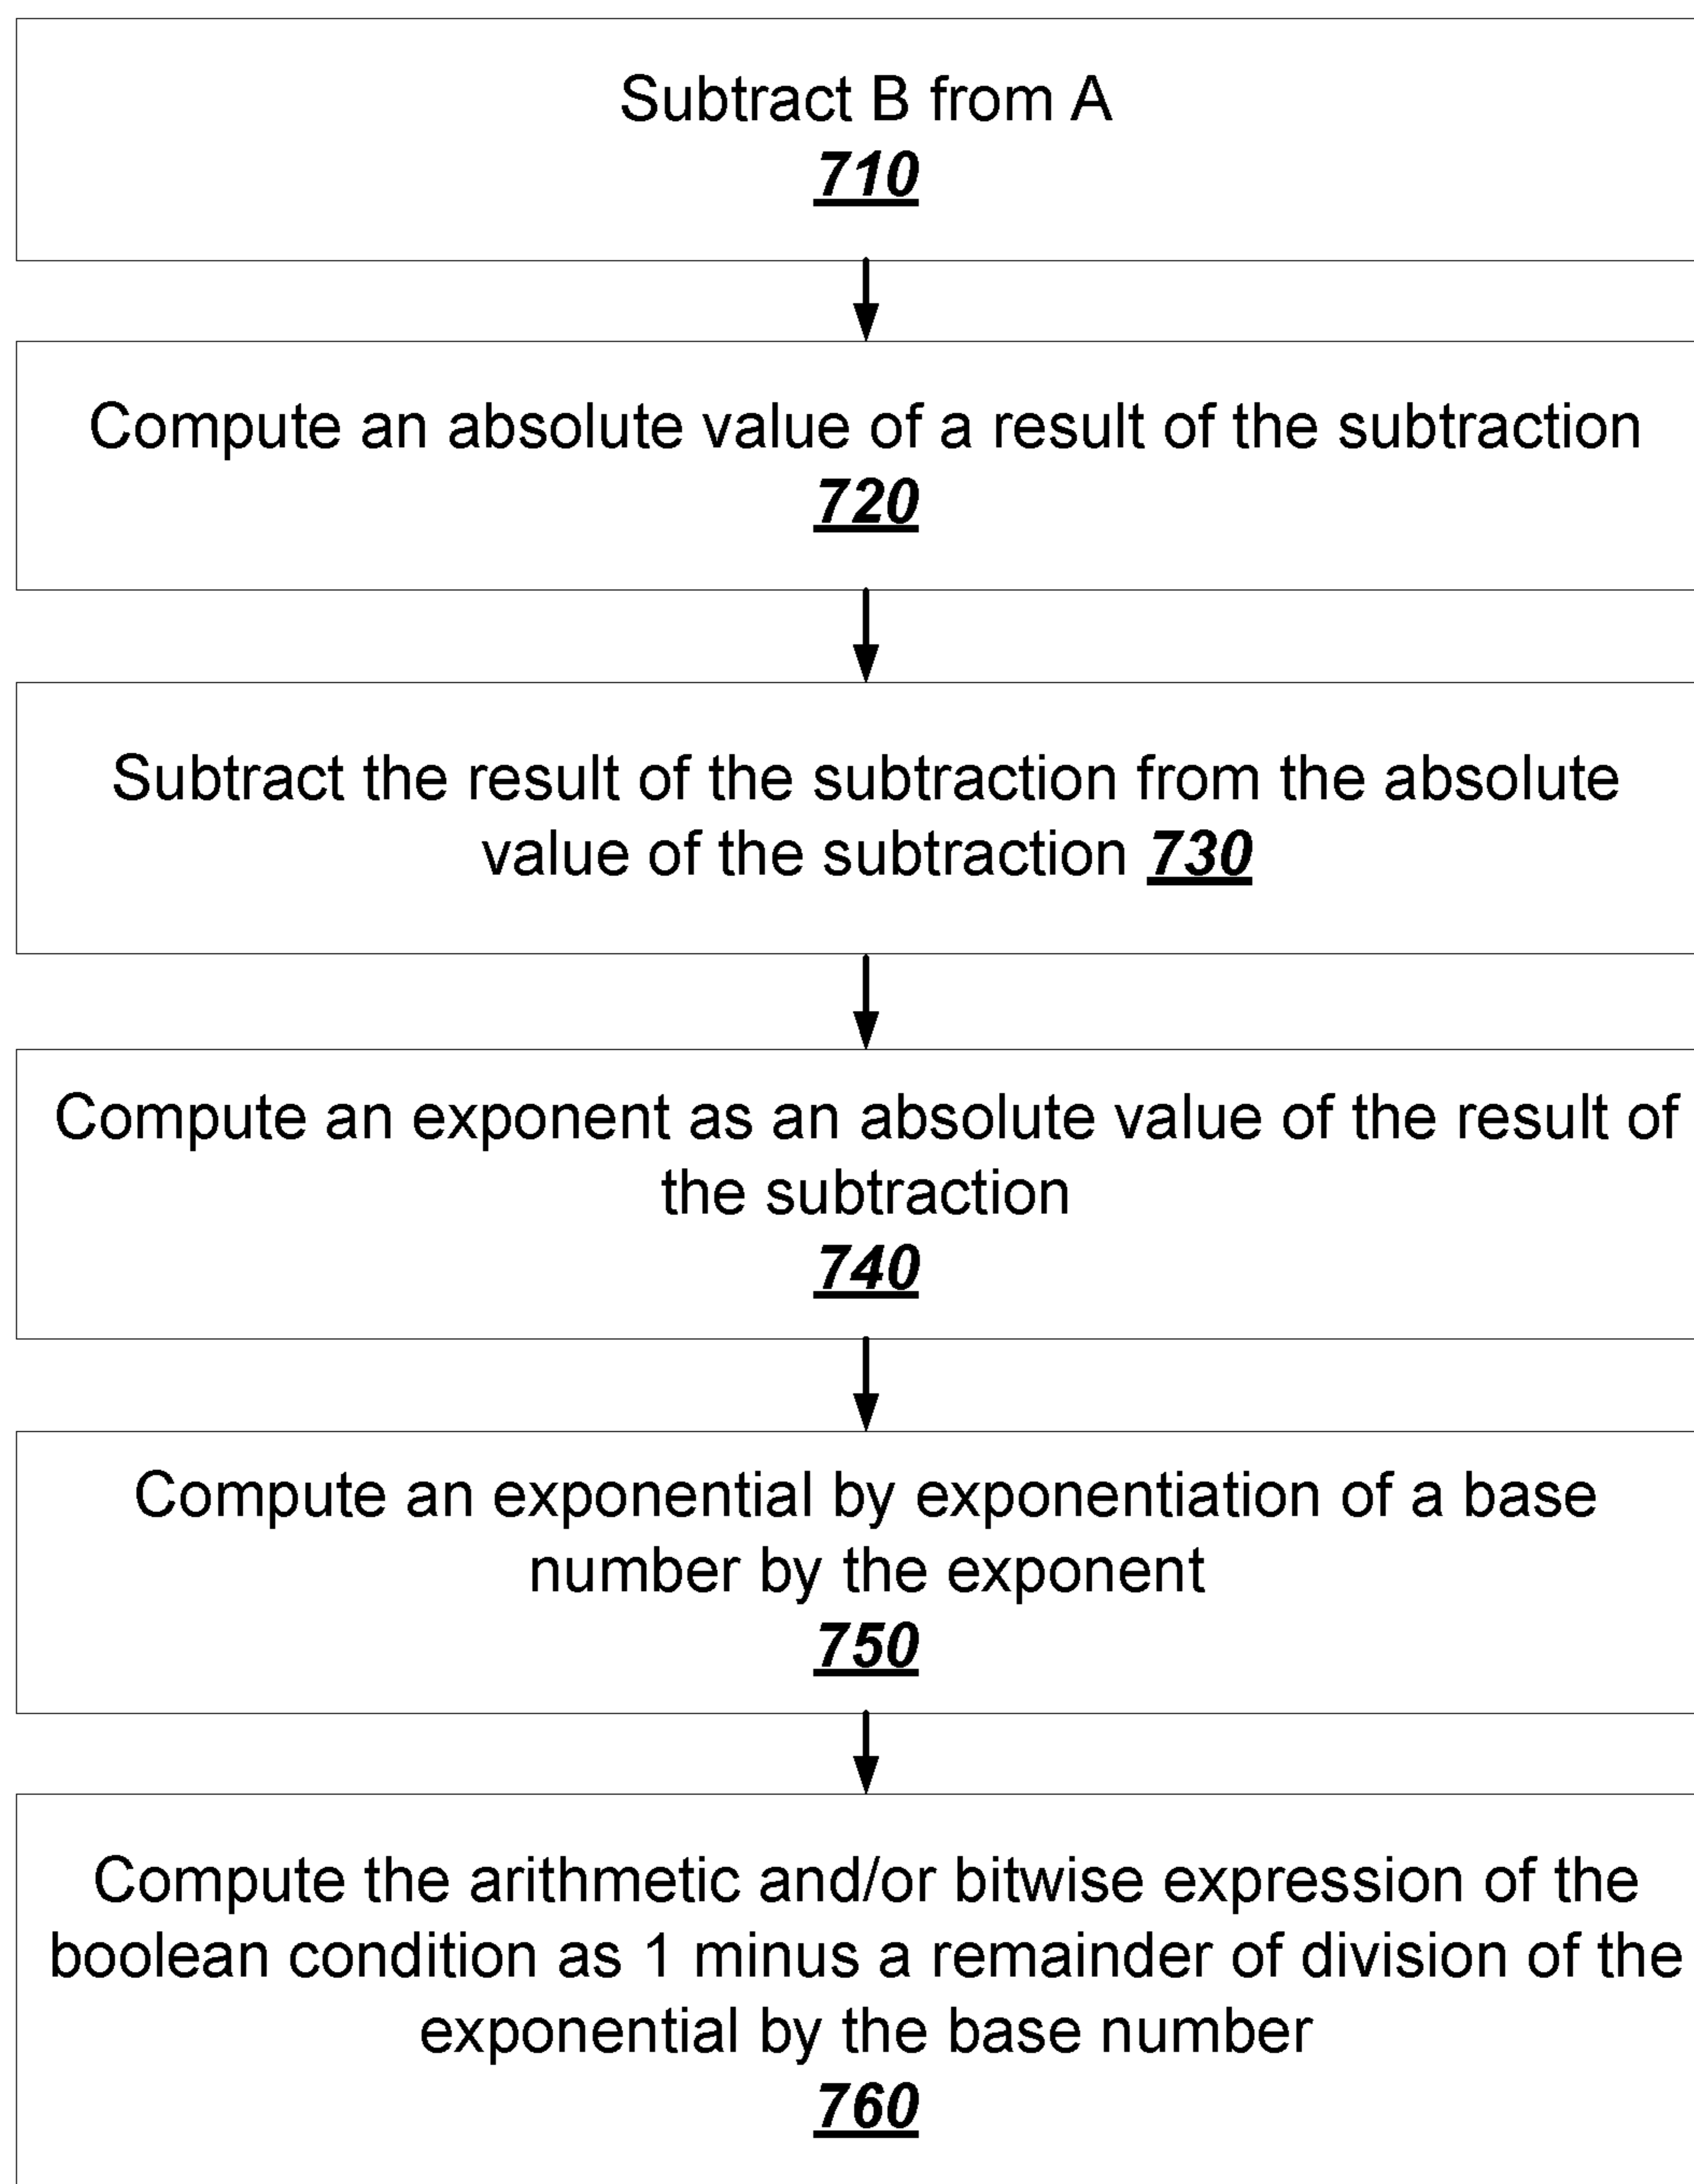 Subtract B from A
710
Compute an absolute value of a result of the subtraction
720
Subtract the result of the subtraction from the absolute
value of the subtraction 730
Compute an exponent as an absolute value of the result of
the subtraction
740
Compute an exponential by exponentiation of a base
number by the exponent
750
Compute the arithmetic and/or bitwise expression of the
boolean condition as 1 minus a remainder of division of the
exponential by the base number
760